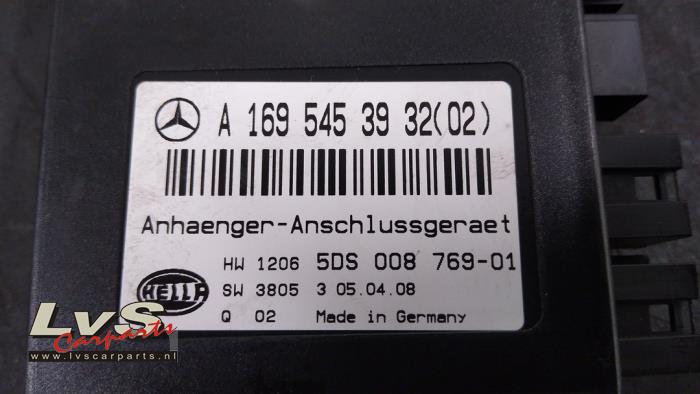 A 169 545 39 32(02)
Anhaenger-Anschlussgeraet
HW 1206 5DS 008 769-01
HELLA SW 3805 3 05.04.08
Q 02 Made in Germany
LvS
Carparts
www.lvscarparts.nl